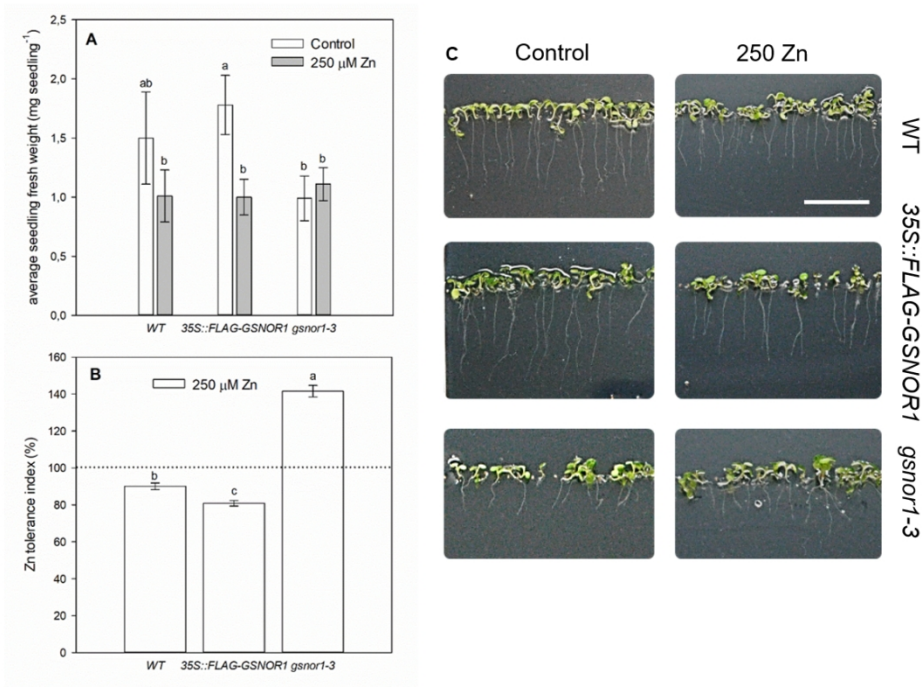 A
Control
250 μM Zn
average seedling fresh weight (mg seedling⁻¹)
2,5
2,0
1,5
1,0
0,5
0,0
ab
b
a
b
b
b
WT 35S::FLAG-GSNOR1 gsnor1-3
B
250 μM Zn
Zn tolerance index (%)
160
140
120
100
80
60
40
20
0
b
c
a
WT 35S::FLAG-GSNOR1 gsnor1-3
C Control 250 Zn
WT
35S::FLAG-GSNOR1
gsnor1-3